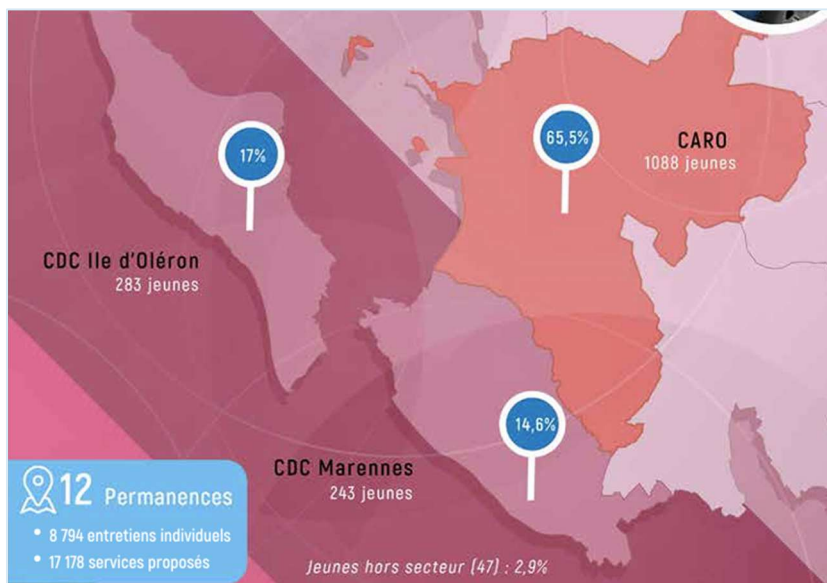 17%
65,5%
CARO
1088 jeunes
CDC Ile d'Oléron
283 jeunes
14,6%
CDC Marennes
243 jeunes
12 Permanences
• 8 794 entretiens individuels
• 17 178 services proposés
Jeunes hors secteur (47) : 2,9%